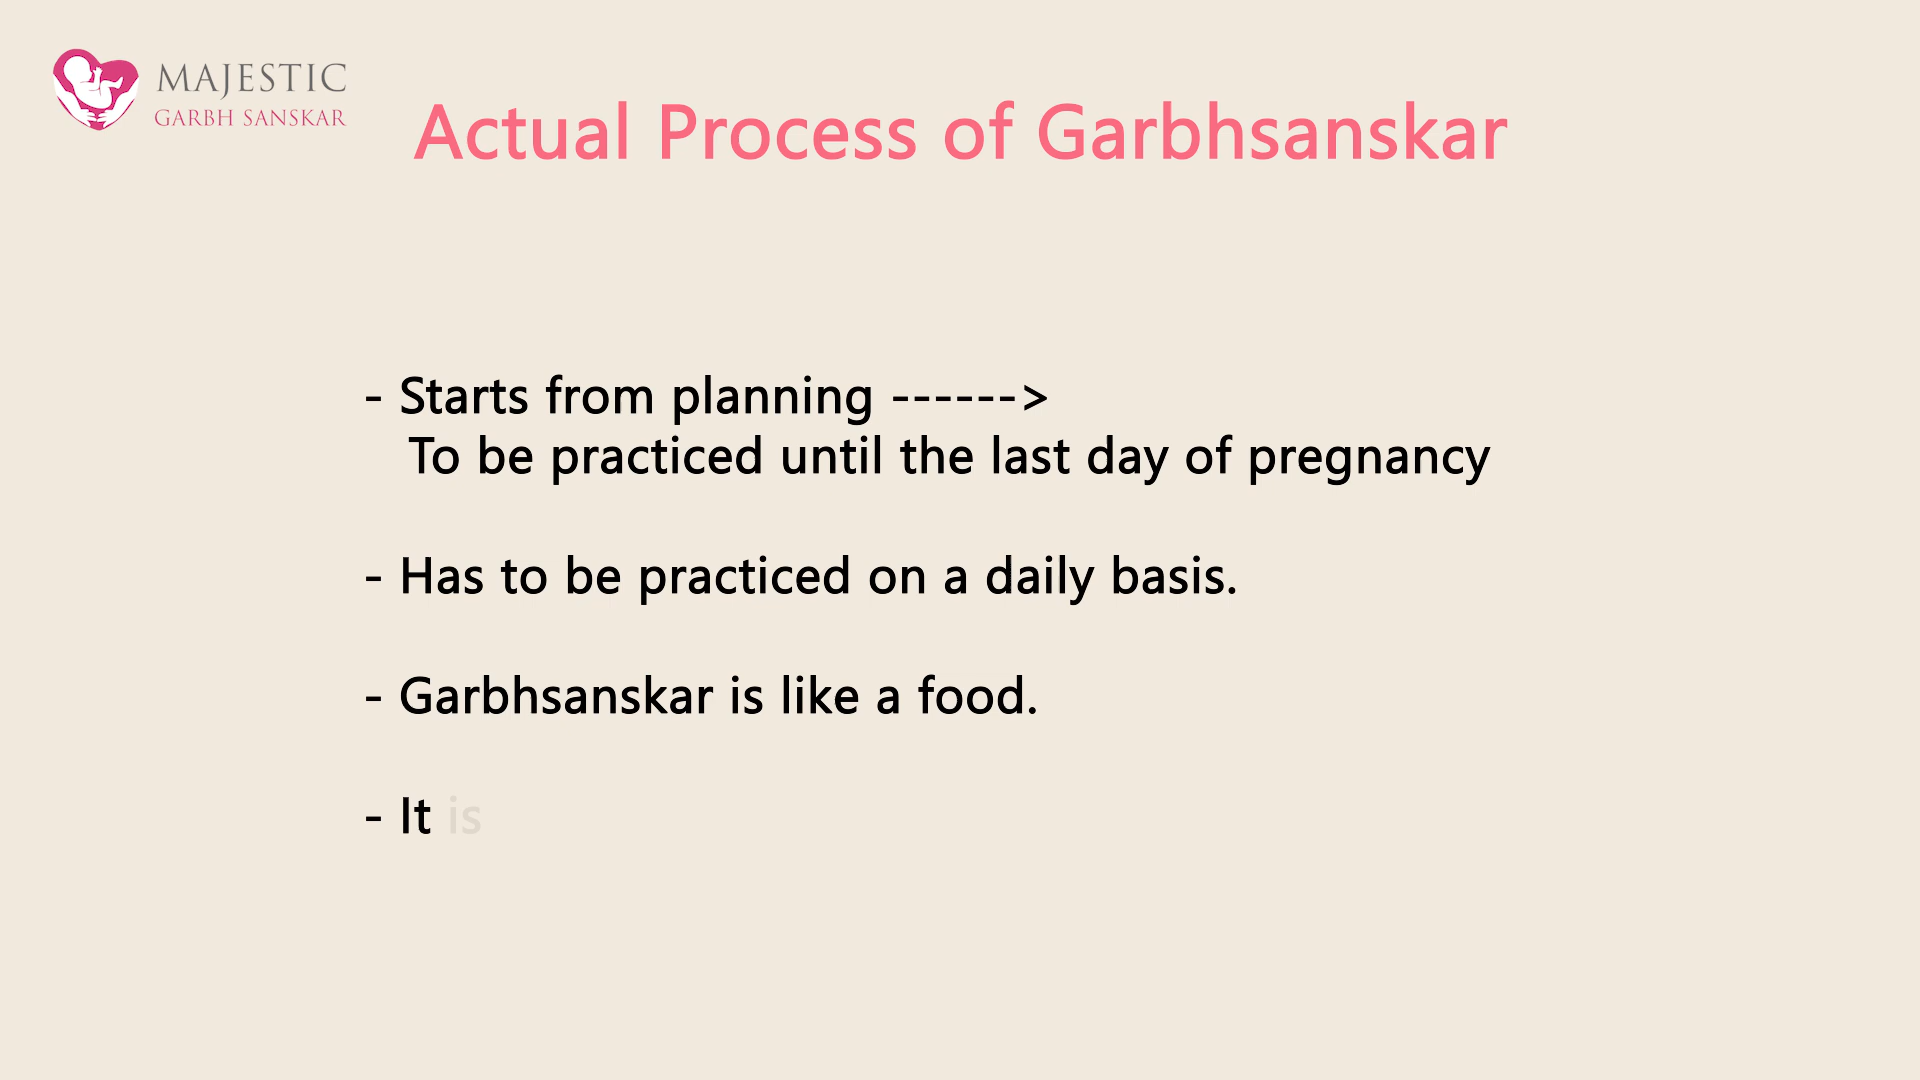 MAJESTIC
GARBH SANSKAR
Actual Process of Garbhsanskar
- Starts from planning ------>
To be practiced until the last day of pregnancy
- Has to be practiced on a daily basis.
- Garbhsanskar is like a food.
- It is